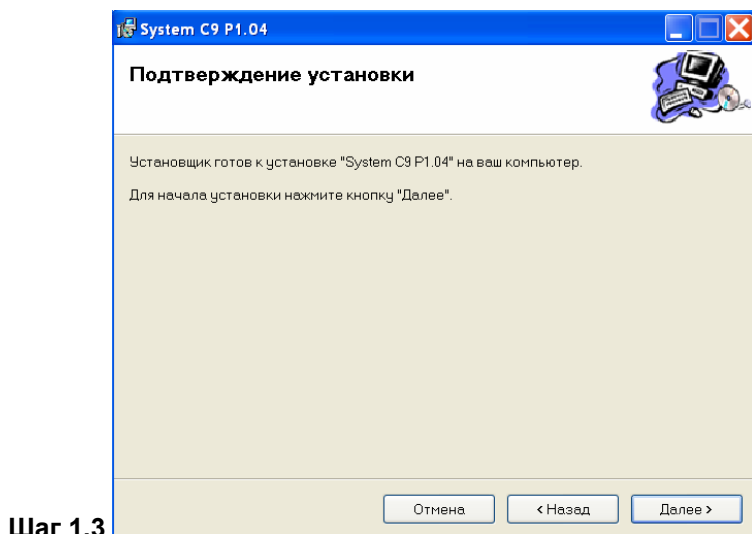 System C9 P1.04
Подтверждение установки
Установщик готов к установке "System C9 P1.04" на ваш компьютер.
Для начала установки нажмите кнопку "Далее".
Отмена
< Назад
Далее >
Шаг 1.3